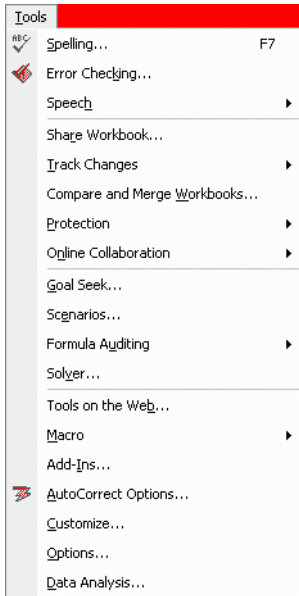 Tools
ABC
Spelling... F7
Error Checking...
Speech
Share Workbook...
Track Changes
Compare and Merge Workbooks...
Protection
Online Collaboration
Goal Seek...
Scenarios...
Formula Auditing
Solver...
Tools on the Web...
Macro
Add-Ins...
AutoCorrect Options...
Customize...
Options...
Data Analysis...